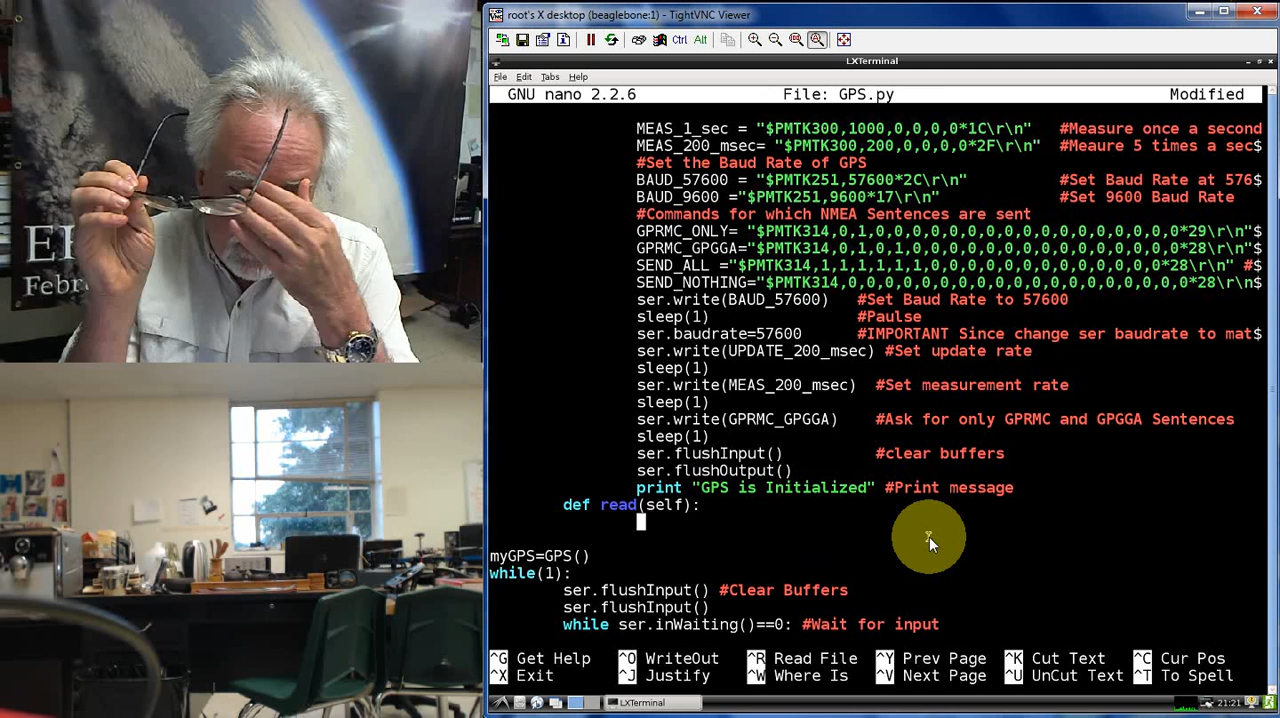 root's X desktop (beaglebone:1) - TightVNC Viewer
Ctrl Alt
LXTerminal
File Edit Tabs Help
GNU nano 2.2.6 File: GPS.py Modified
MEAS_1_sec = "$PMTK300,1000,0,0,0,0*1C\r\n" #Measure once a second
MEAS_200_msec= "$PMTK300,200,0,0,0,0*2F\r\n" #Meaure 5 times a sec$
#Set the Baud Rate of GPS
BAUD_57600 = "$PMTK251,57600*2C\r\n" #Set Baud Rate at 576$
BAUD_9600 ="$PMTK251,9600*17\r\n" #Set 9600 Baud Rate
#Commands for which NMEA Sentences are sent
GPRMC_ONLY= "$PMTK314,0,1,0,0,0,0,0,0,0,0,0,0,0,0,0,0,0,0,0*29\r\n$
GPRMC_GPGGA="$PMTK314,0,1,0,1,0,0,0,0,0,0,0,0,0,0,0,0,0,0,0*28\r\n$
SEND_ALL ="$PMTK314,1,1,1,1,1,1,0,0,0,0,0,0,0,0,0,0,0,0,0*28\r\n" #$
SEND_NOTHING="$PMTK314,0,0,0,0,0,0,0,0,0,0,0,0,0,0,0,0,0,0,0*28\r\n$
ser.write(BAUD_57600) #Set Baud Rate to 57600
sleep(1) #Paulse
ser.baudrate=57600 #IMPORTANT Since change ser baudrate to mat$
ser.write(UPDATE_200_msec) #Set update rate
sleep(1)
ser.write(MEAS_200_msec) #Set measurement rate
sleep(1)
ser.write(GPRMC_GPGGA) #Ask for only GPRMC and GPGGA Sentences
sleep(1)
ser.flushInput() #clear buffers
ser.flushOutput()
print "GPS is Initialized" #Print message
def read(self):
myGPS=GPS()
while(1):
ser.flushInput() #Clear Buffers
ser.flushInput()
while ser.inWaiting()==0: #Wait for input
^G Get Help ^O WriteOut ^R Read File ^Y Prev Page ^K Cut Text ^C Cur Pos
^X Exit ^J Justify ^W Where Is ^V Next Page ^U UnCut Text ^T To Spell
LXTerminal 21:21
Febr